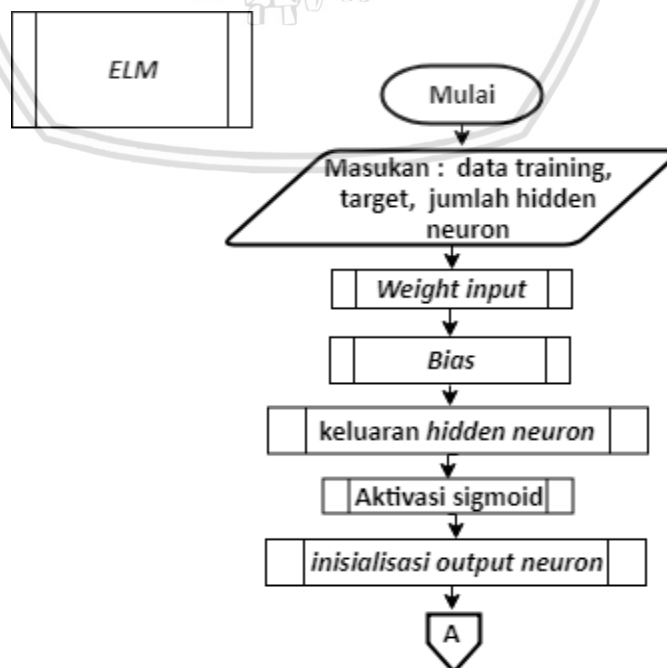 ELM
Mulai
Masukan : data training,
target, jumlah hidden
neuron
Weight input
Bias
keluaran hidden neuron
Aktivasi sigmoid
inisialisasi output neuron
A